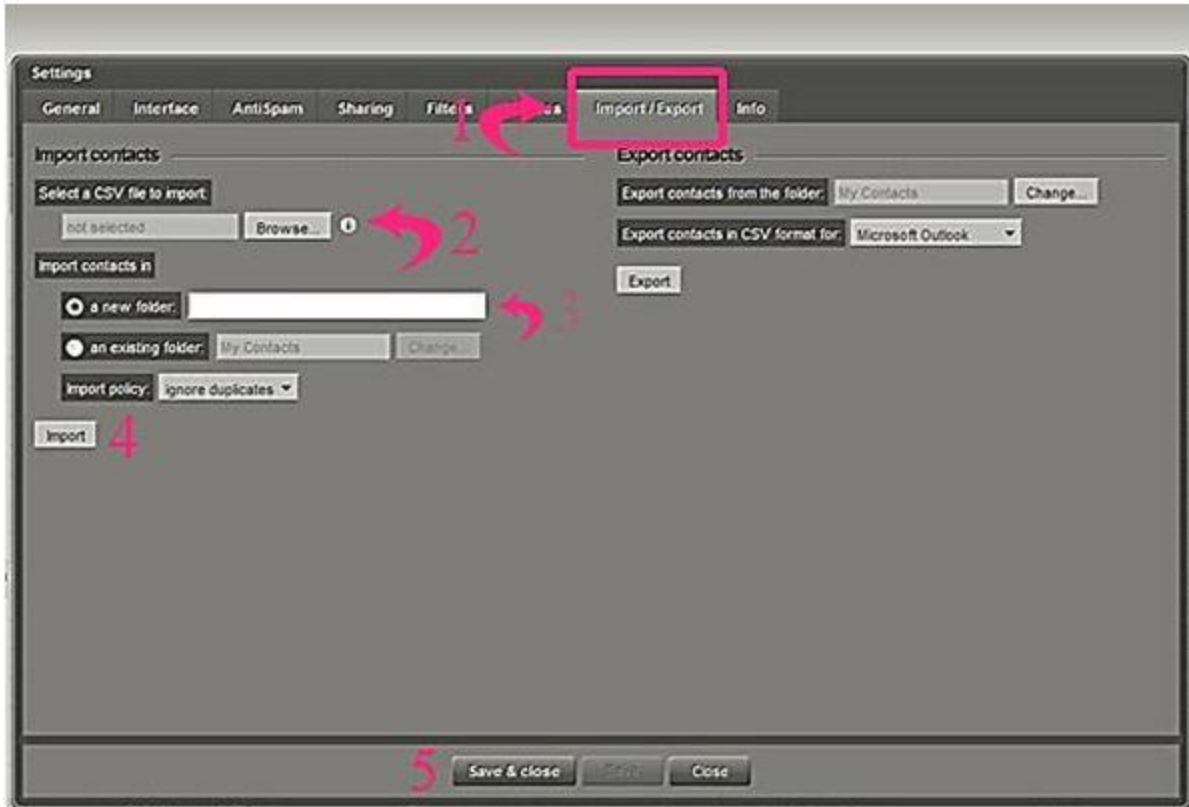 Settings
General Interface AntiSpam Sharing Filters Import / Export Info
1
Import contacts
Select a CSV file to import:
not selected Browse... i
2
Import contacts in
a new folder:
3
an existing folder: My Contacts Change...
Import policy: ignore duplicates
Import
4
Export contacts
Export contacts from the folder: My Contacts Change...
Export contacts in CSV format for: Microsoft Outlook
Export
5
Save & close Save Close